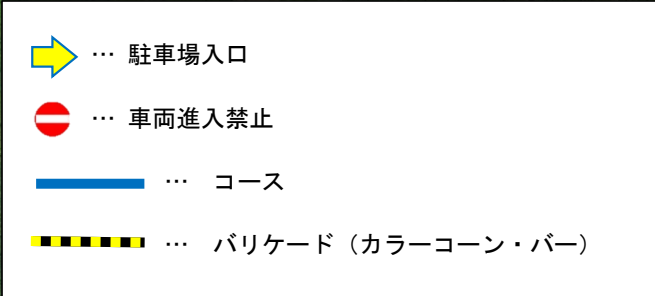 … 駐車場入口
… 車両進入禁止
… コース
… バリケード（カラーコーン・バー）